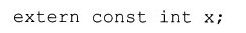 extern const int x;